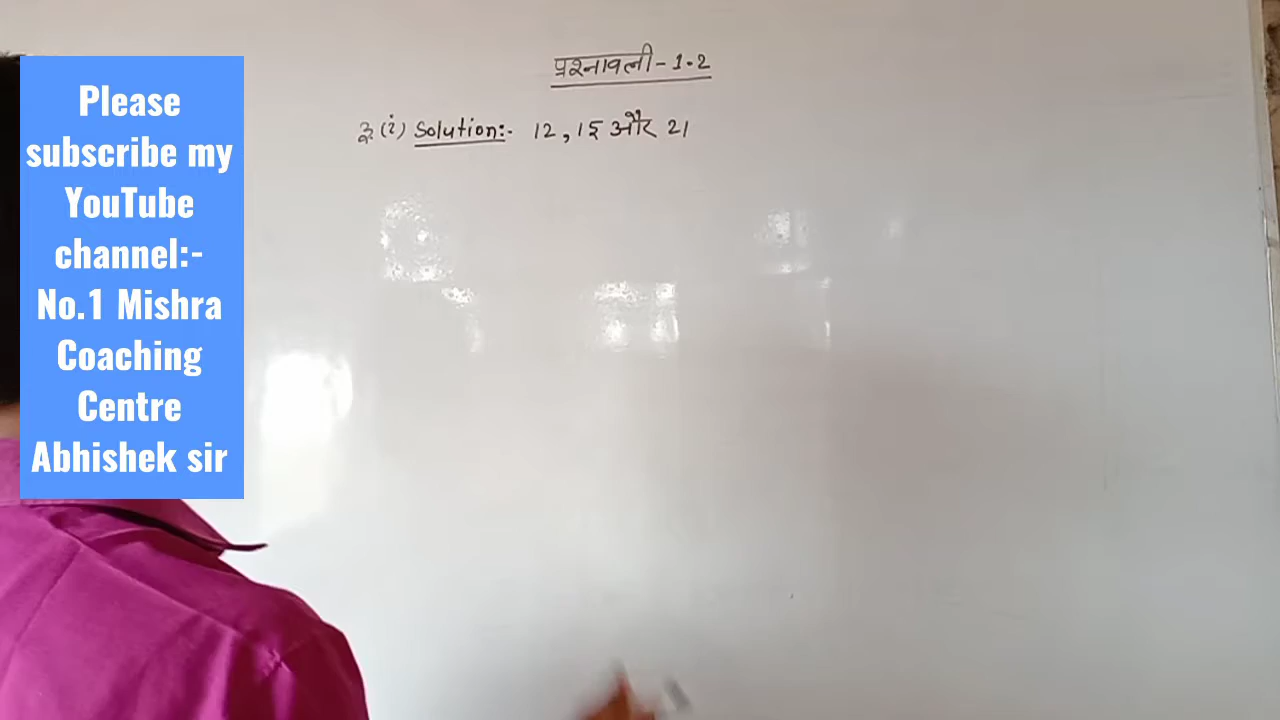 प्रश्नावली - 1.2
3. (i) Solution:- 12, 15 और 21
Please
subscribe my
YouTube
channel:-
No.1 Mishra
Coaching
Centre
Abhishek sir